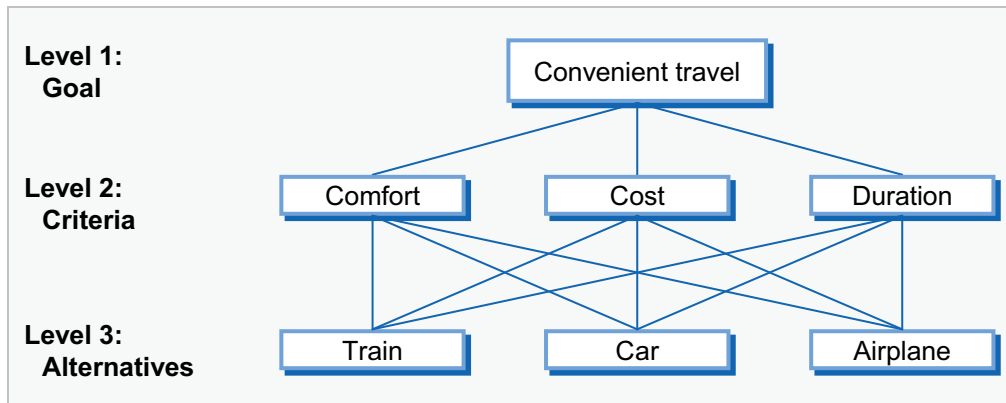 Level 1:
Goal
Convenient travel
Level 2:
Criteria
Comfort
Cost
Duration
Level 3:
Alternatives
Train
Car
Airplane